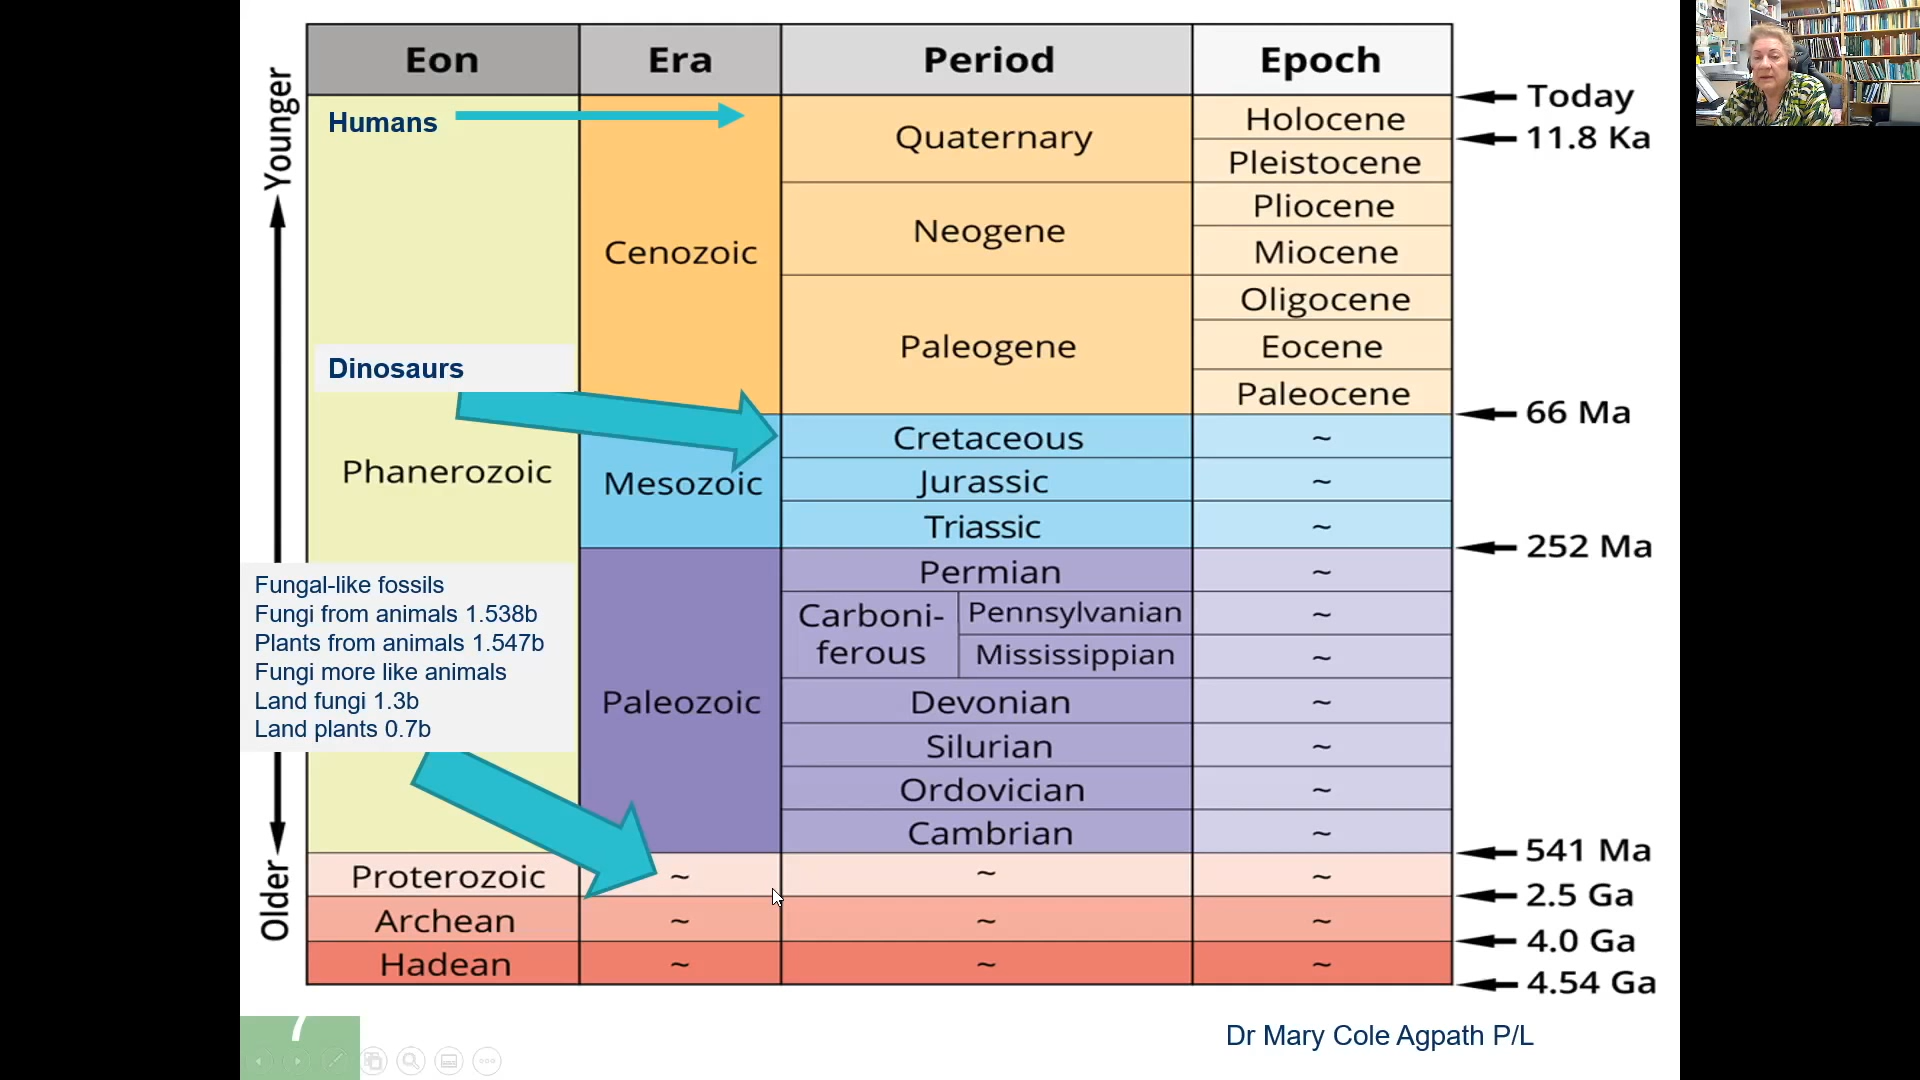 Eon Era Period Epoch
Younger
Older
Humans
Dinosaurs
Phanerozoic
Fungal-like fossils
Fungi from animals 1.538b
Plants from animals 1.547b
Fungi more like animals
Land fungi 1.3b
Land plants 0.7b
Proterozoic ~ ~ ~
Archean ~ ~ ~
Hadean ~ ~ ~
Cenozoic
Mesozoic
Paleozoic
Quaternary
Neogene
Paleogene
Cretaceous ~
Jurassic ~
Triassic ~
Permian ~
Carboni-
ferous
Pennsylvanian ~
Mississippian ~
Devonian ~
Silurian ~
Ordovician ~
Cambrian ~
Holocene
Pleistocene
Pliocene
Miocene
Oligocene
Eocene
Paleocene
Today
11.8 Ka
66 Ma
252 Ma
541 Ma
2.5 Ga
4.0 Ga
4.54 Ga
7
Dr Mary Cole Agpath P/L